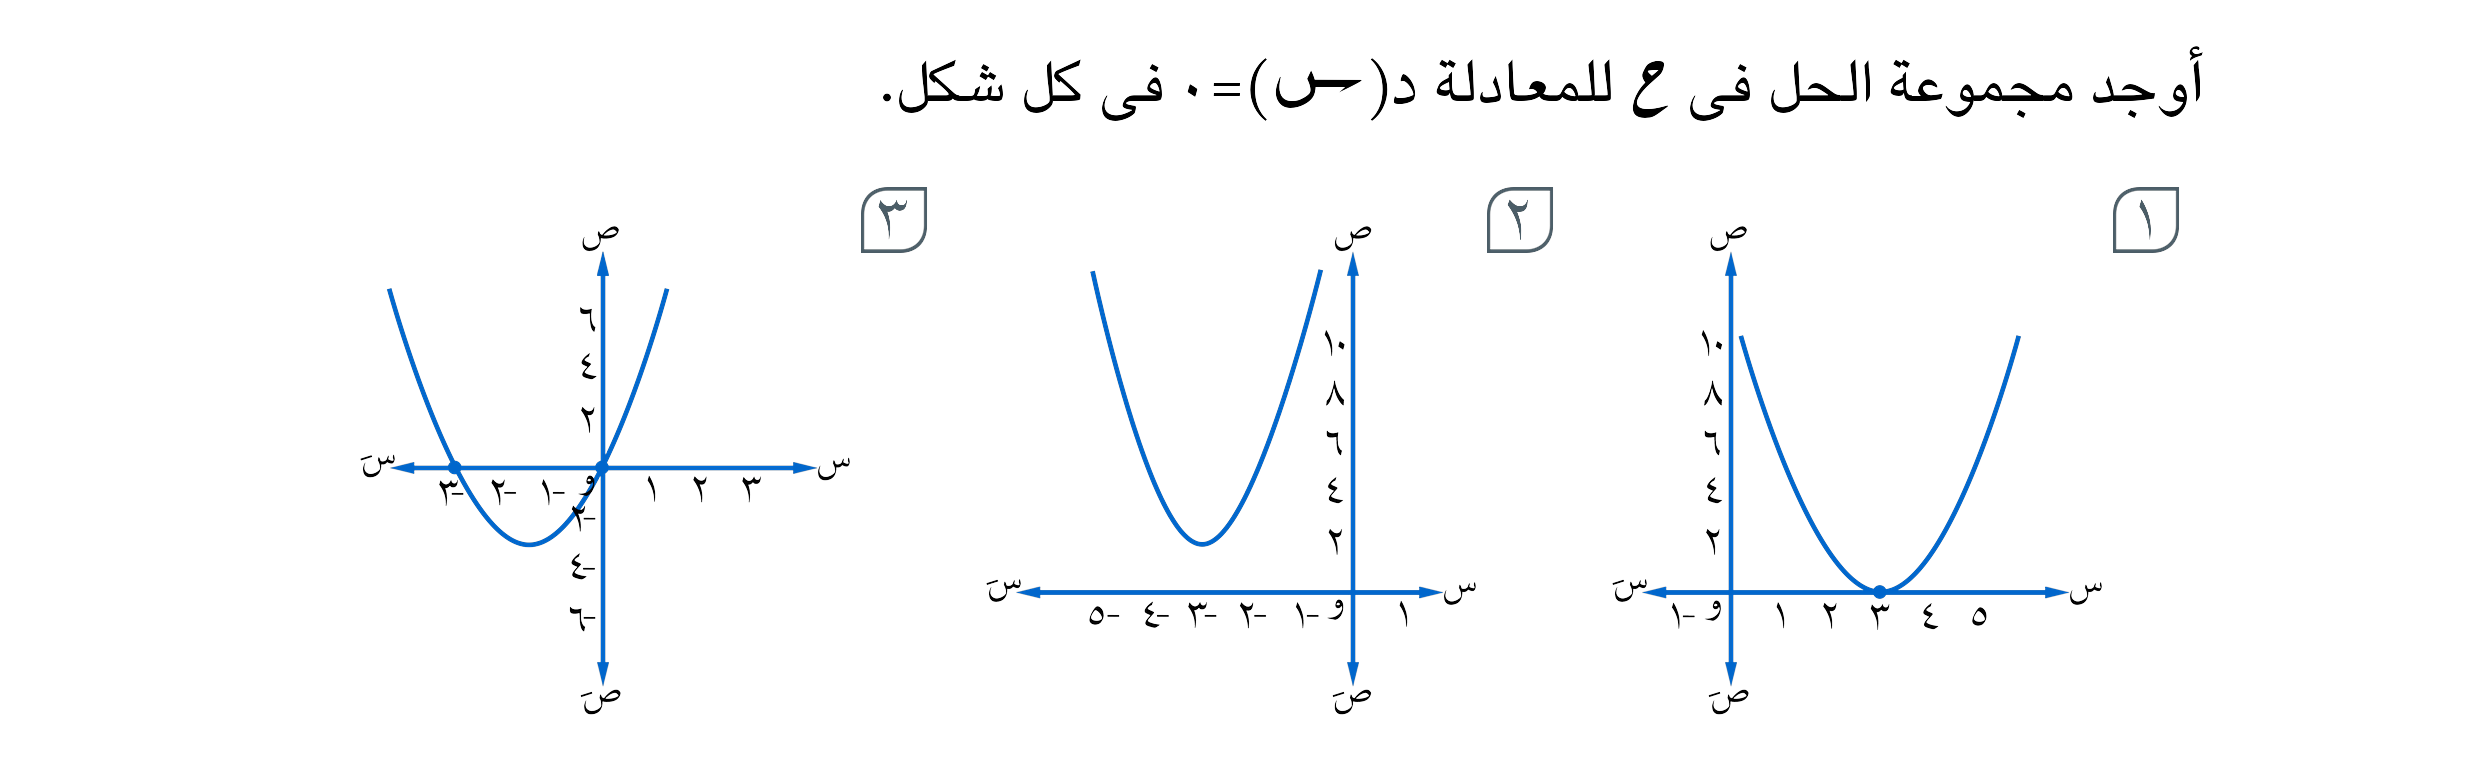 أوجد مجموعة الحل فى ع للمعادلة د(س)=٠ فى كل شكل.
١
ص
١٠
٨
٦
٤
٢
سَ
س
-١ و ١ ٢ ٣ ٤ ٥
صَ
٢
ص
١٠
٨
٦
٤
٢
سَ
س
-٥ -٤ -٣ -٢ -١ و ١
صَ
٣
ص
٦
٤
٢
سَ
س
-٣ -٢ -١ و ١ ٢ ٣
-٢
-٤
-٦
صَ